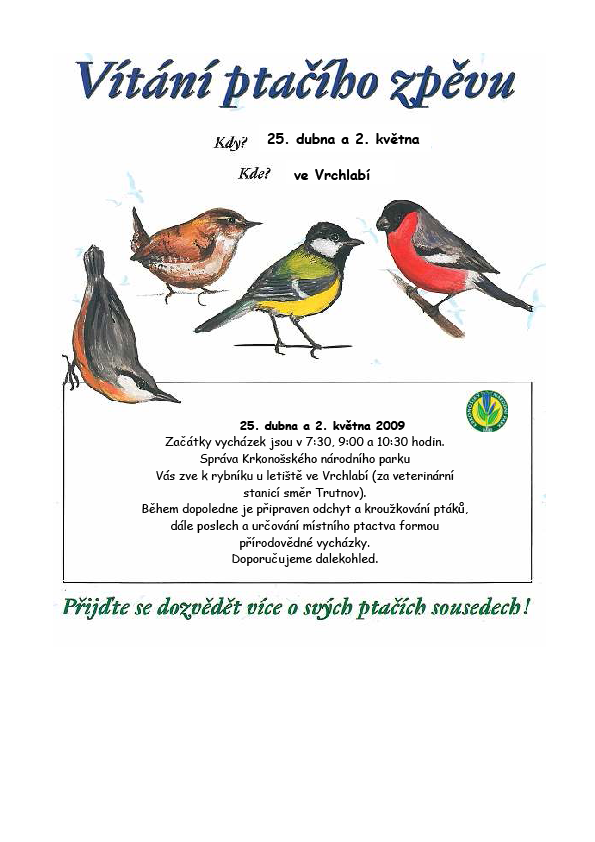 Vítání ptačího zpěvu
Kdy? 25. dubna a 2. května
Kde? ve Vrchlabí
25. dubna a 2. května 2009
Začátky vycházek jsou v 7:30, 9:00 a 10:30 hodin.
Správa Krkonošského národního parku
Vás zve k rybníku u letiště ve Vrchlabí (za veterinární
stanicí směr Trutnov).
Během dopoledne je připraven odchyt a kroužkování ptáků,
dále poslech a určování místního ptactva formou
přírodovědné vycházky.
Doporučujeme dalekohled.
Přijďte se dozvědět více o svých ptačích sousedech!